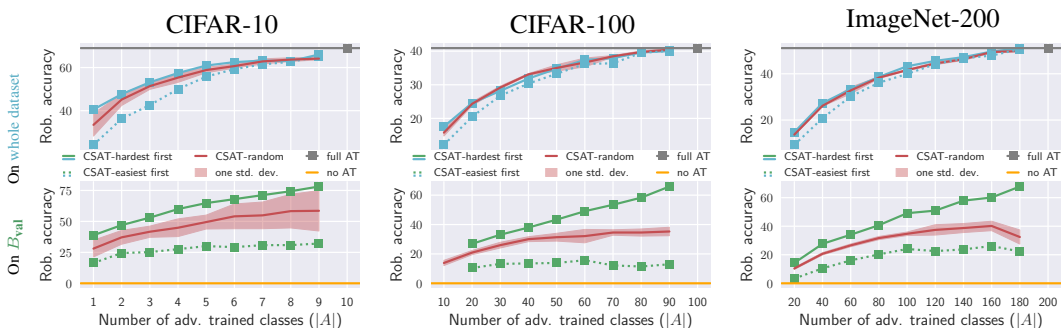 CIFAR-10
CIFAR-100
ImageNet-200
On whole dataset
Rob. accuracy
60
40
Rob. accuracy
40
30
20
Rob. accuracy
40
20
CSAT-hardest first
CSAT-random
full AT
CSAT-easiest first
one std. dev.
no AT
CSAT-hardest first
CSAT-random
full AT
CSAT-easiest first
one std. dev.
no AT
CSAT-hardest first
CSAT-random
full AT
CSAT-easiest first
one std. dev.
no AT
On B_val
Rob. accuracy
75
50
25
0
Rob. accuracy
60
40
20
0
Rob. accuracy
60
40
20
0
1 2 3 4 5 6 7 8 9 10
10 20 30 40 50 60 70 80 90 100
20 40 60 80 100 120 140 160 180 200
Number of adv. trained classes (|A|)
Number of adv. trained classes (|A|)
Number of adv. trained classes (|A|)